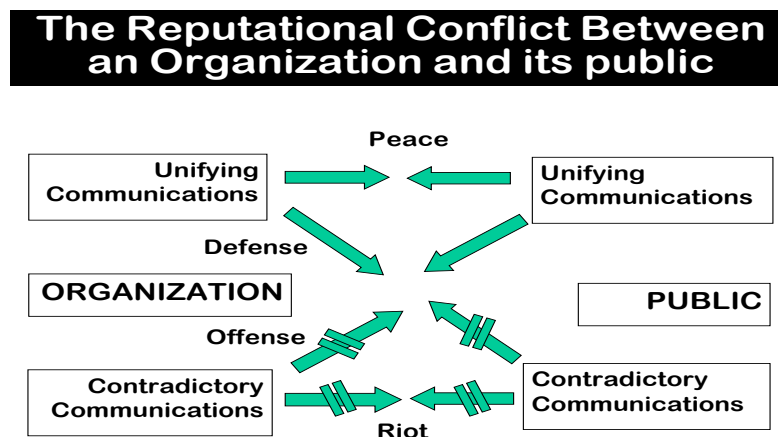 The Reputational Conflict Between
an Organization and its public
Peace
Unifying
Communications
Unifying
Communications
Defense
ORGANIZATION
PUBLIC
Offense
Contradictory
Communications
Contradictory
Communications
Riot